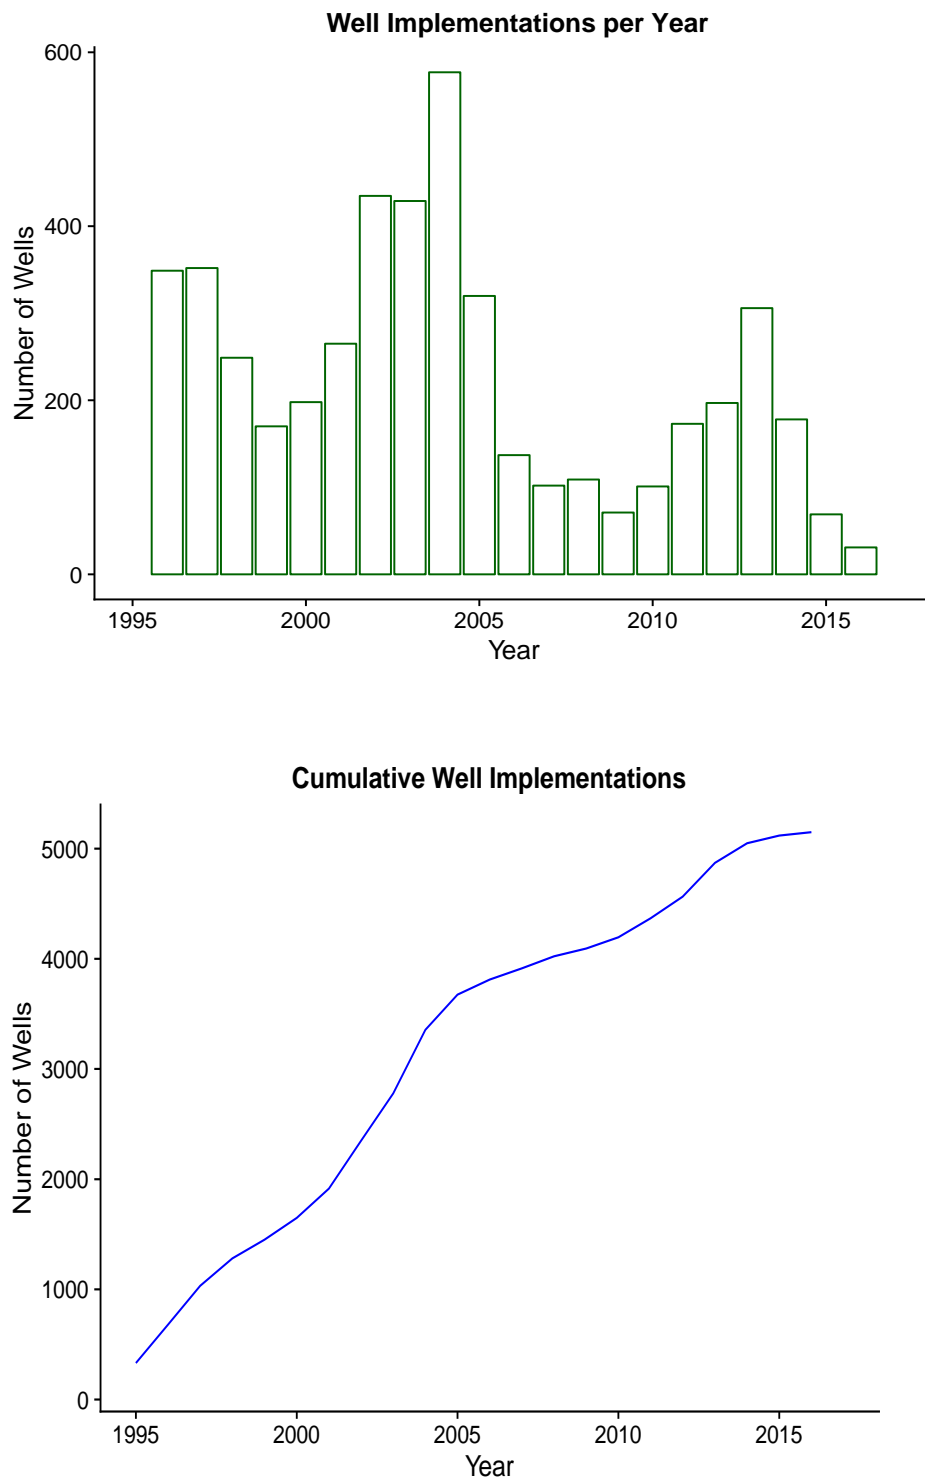 Well Implementations per Year
600
400
200
0
Number of Wells
1995 2000 2005 2010 2015
Year
Cumulative Well Implementations
5000
4000
3000
2000
1000
0
Number of Wells
1995 2000 2005 2010 2015
Year